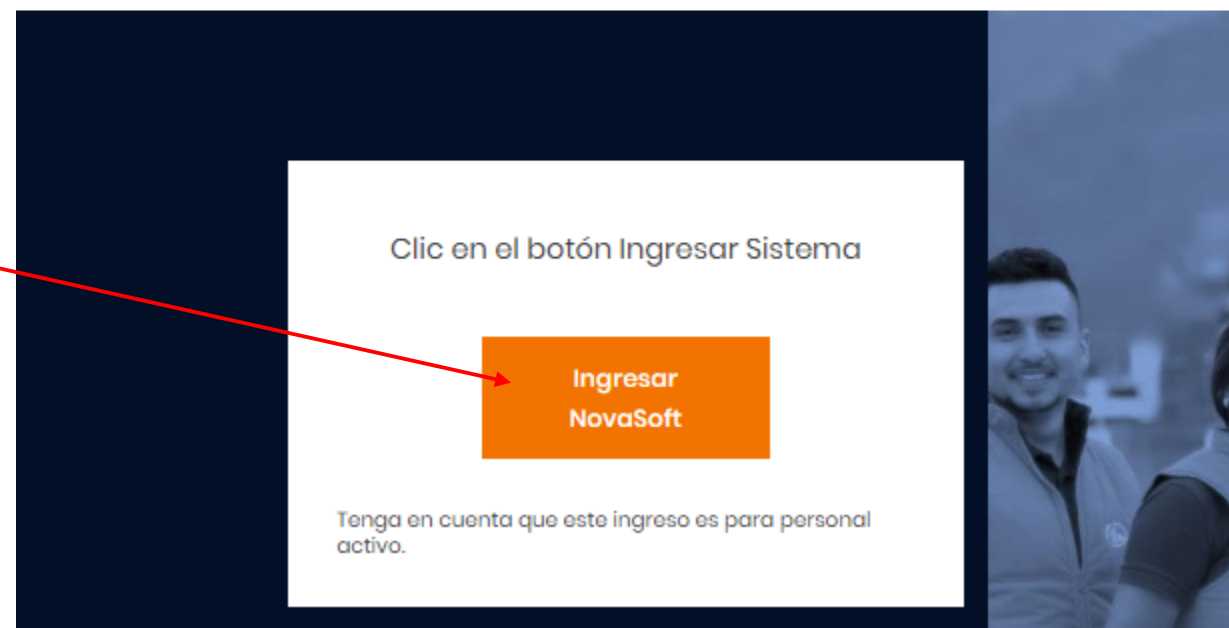 Clic en el botón Ingresar Sistema
Ingresar
NovaSoft
Tenga en cuenta que este ingreso es para personal
activo.